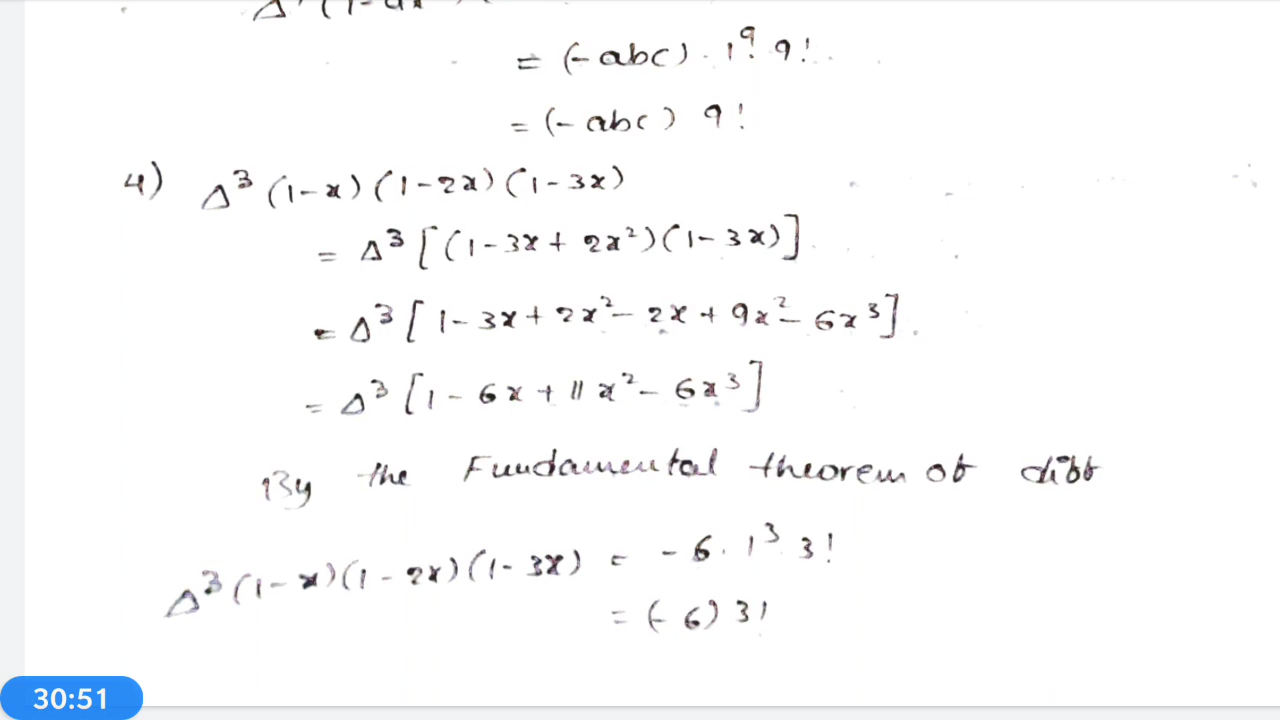 = (-abc) . 1⁹. 9!
= (-abc) 9!
4) Δ³ (1-x) (1-2x) (1-3x)
= Δ³ [(1-3x + 2x²)(1-3x)]
= Δ³ [1-3x + 2x² - 2x + 9x² - 6x³].
= Δ³ [1 - 6x + 11x² - 6x³]
By the Fundamental theorem of diff
Δ³ (1-x)(1-2x)(1-3x) = -6. 1³ 3!
= (-6) 3!
30:51